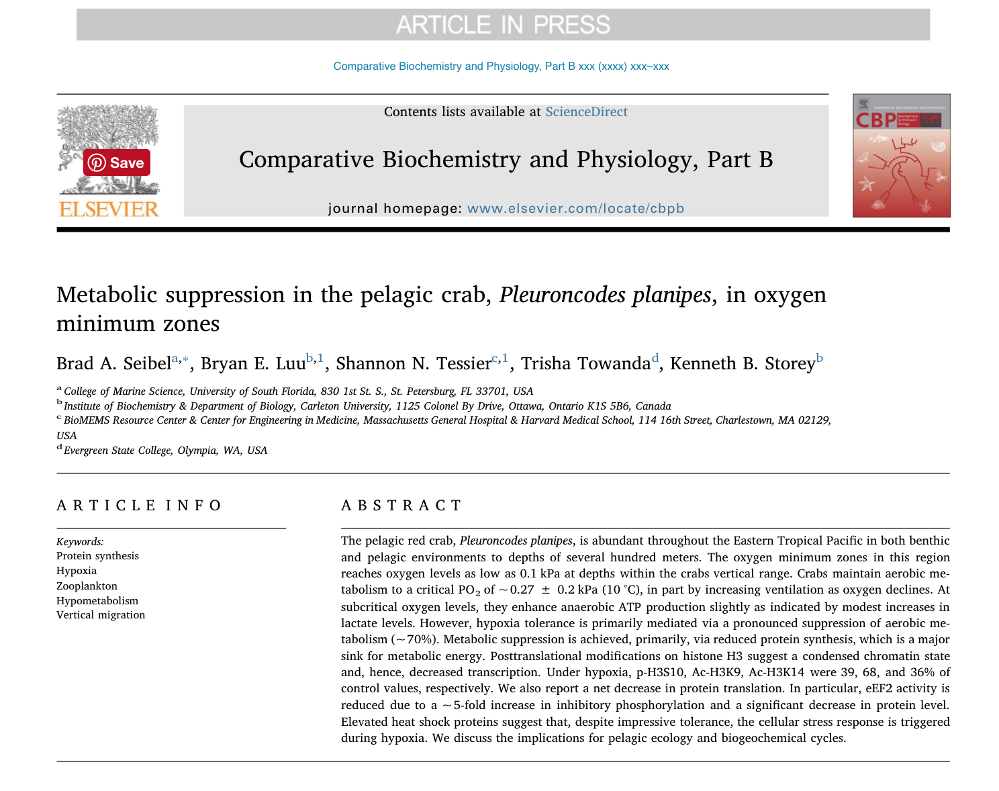 ARTICLE IN PRESS
Comparative Biochemistry and Physiology, Part B xxx (xxxx) xxx–xxx
Contents lists available at ScienceDirect
Comparative Biochemistry and Physiology, Part B
journal homepage: www.elsevier.com/locate/cbpb
Save
ELSEVIER
COMPARATIVE BIOCHEMISTRY AND PHYSIOLOGY
CBP
Biochemistry
& Molecular
Biology
Metabolic suppression in the pelagic crab, Pleuroncodes planipes, in oxygen
minimum zones
Brad A. Seibel a,*, Bryan E. Luu b,1, Shannon N. Tessier c,1, Trisha Towanda d, Kenneth B. Storey b
a College of Marine Science, University of South Florida, 830 1st St. S., St. Petersburg, FL 33701, USA
b Institute of Biochemistry & Department of Biology, Carleton University, 1125 Colonel By Drive, Ottawa, Ontario K1S 5B6, Canada
c BioMEMS Resource Center & Center for Engineering in Medicine, Massachusetts General Hospital & Harvard Medical School, 114 16th Street, Charlestown, MA 02129,
USA
d Evergreen State College, Olympia, WA, USA
ARTICLE INFO
Keywords:
Protein synthesis
Hypoxia
Zooplankton
Hypometabolism
Vertical migration
ABSTRACT
The pelagic red crab, Pleuroncodes planipes, is abundant throughout the Eastern Tropical Pacific in both benthic
and pelagic environments to depths of several hundred meters. The oxygen minimum zones in this region
reaches oxygen levels as low as 0.1 kPa at depths within the crabs vertical range. Crabs maintain aerobic me-
tabolism to a critical PO2 of ~0.27 ± 0.2 kPa (10 °C), in part by increasing ventilation as oxygen declines. At
subcritical oxygen levels, they enhance anaerobic ATP production slightly as indicated by modest increases in
lactate levels. However, hypoxia tolerance is primarily mediated via a pronounced suppression of aerobic me-
tabolism (~70%). Metabolic suppression is achieved, primarily, via reduced protein synthesis, which is a major
sink for metabolic energy. Posttranslational modifications on histone H3 suggest a condensed chromatin state
and, hence, decreased transcription. Under hypoxia, p-H3S10, Ac-H3K9, Ac-H3K14 were 39, 68, and 36% of
control values, respectively. We also report a net decrease in protein translation. In particular, eEF2 activity is
reduced due to a ~5-fold increase in inhibitory phosphorylation and a significant decrease in protein level.
Elevated heat shock proteins suggest that, despite impressive tolerance, the cellular stress response is triggered
during hypoxia. We discuss the implications for pelagic ecology and biogeochemical cycles.